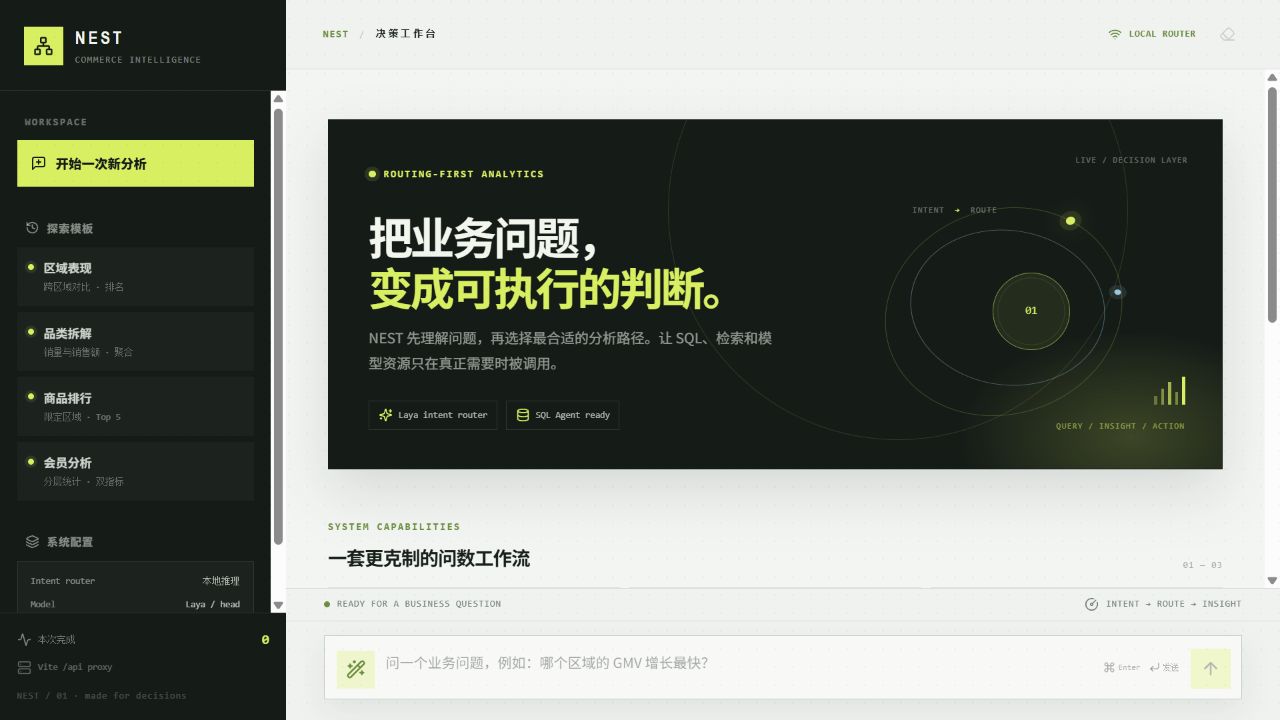 NEST
COMMERCE INTELLIGENCE
WORKSPACE
开始一次新分析
探索模板
区域表现
跨区域对比 · 排名
品类拆解
销量与销售额 · 聚合
商品排行
限定区域 · Top 5
会员分析
分层统计 · 双指标
系统配置
Intent router 本地推理
Model Laya / head
本次完成 0
Vite /api proxy
NEST / 01 · made for decisions
NEST / 决策工作台
LOCAL ROUTER
LIVE / DECISION LAYER
ROUTING-FIRST ANALYTICS
INTENT → ROUTE
把业务问题，
变成可执行的判断。
01
NEST 先理解问题，再选择最合适的分析路径。让 SQL、检索和模
型资源只在真正需要时被调用。
Laya intent router
SQL Agent ready
QUERY / INSIGHT / ACTION
SYSTEM CAPABILITIES
一套更克制的问数工作流
01 — 03
READY FOR A BUSINESS QUESTION
INTENT → ROUTE → INSIGHT
问一个业务问题，例如：哪个区域的 GMV 增长最快？
⌘ Enter ↵ 发送